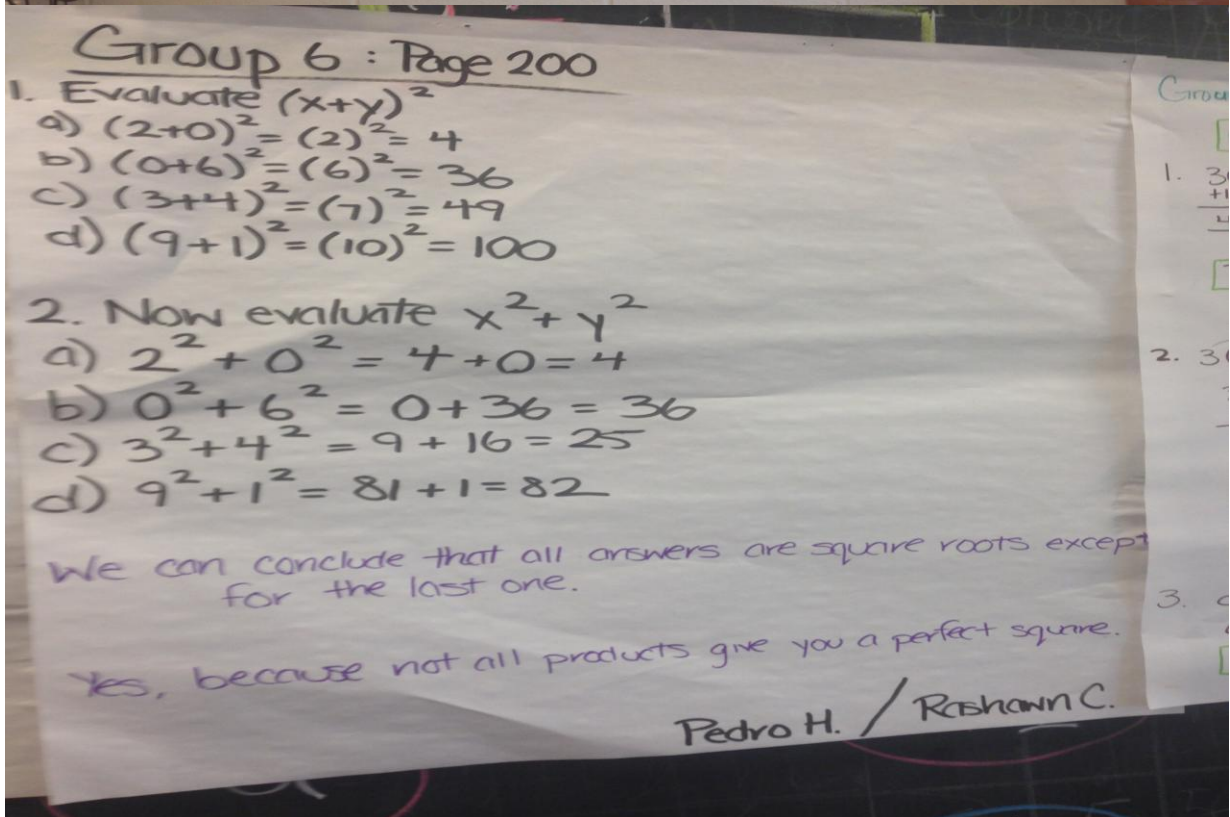 Group 6 : Page 200
1. Evaluate (x+y)²
a) (2+0)² = (2)² = 4
b) (0+6)² = (6)² = 36
c) (3+4)² = (7)² = 49
d) (9+1)² = (10)² = 100
2. Now evaluate x² + y²
a) 2² + 0² = 4 + 0 = 4
b) 0² + 6² = 0 + 36 = 36
c) 3² + 4² = 9 + 16 = 25
d) 9² + 1² = 81 + 1 = 82
We can conclude that all answers are square roots except
for the last one.
Yes, because not all products give you a perfect square.
Pedro H. / Rashawn C.
1.
2.
3.